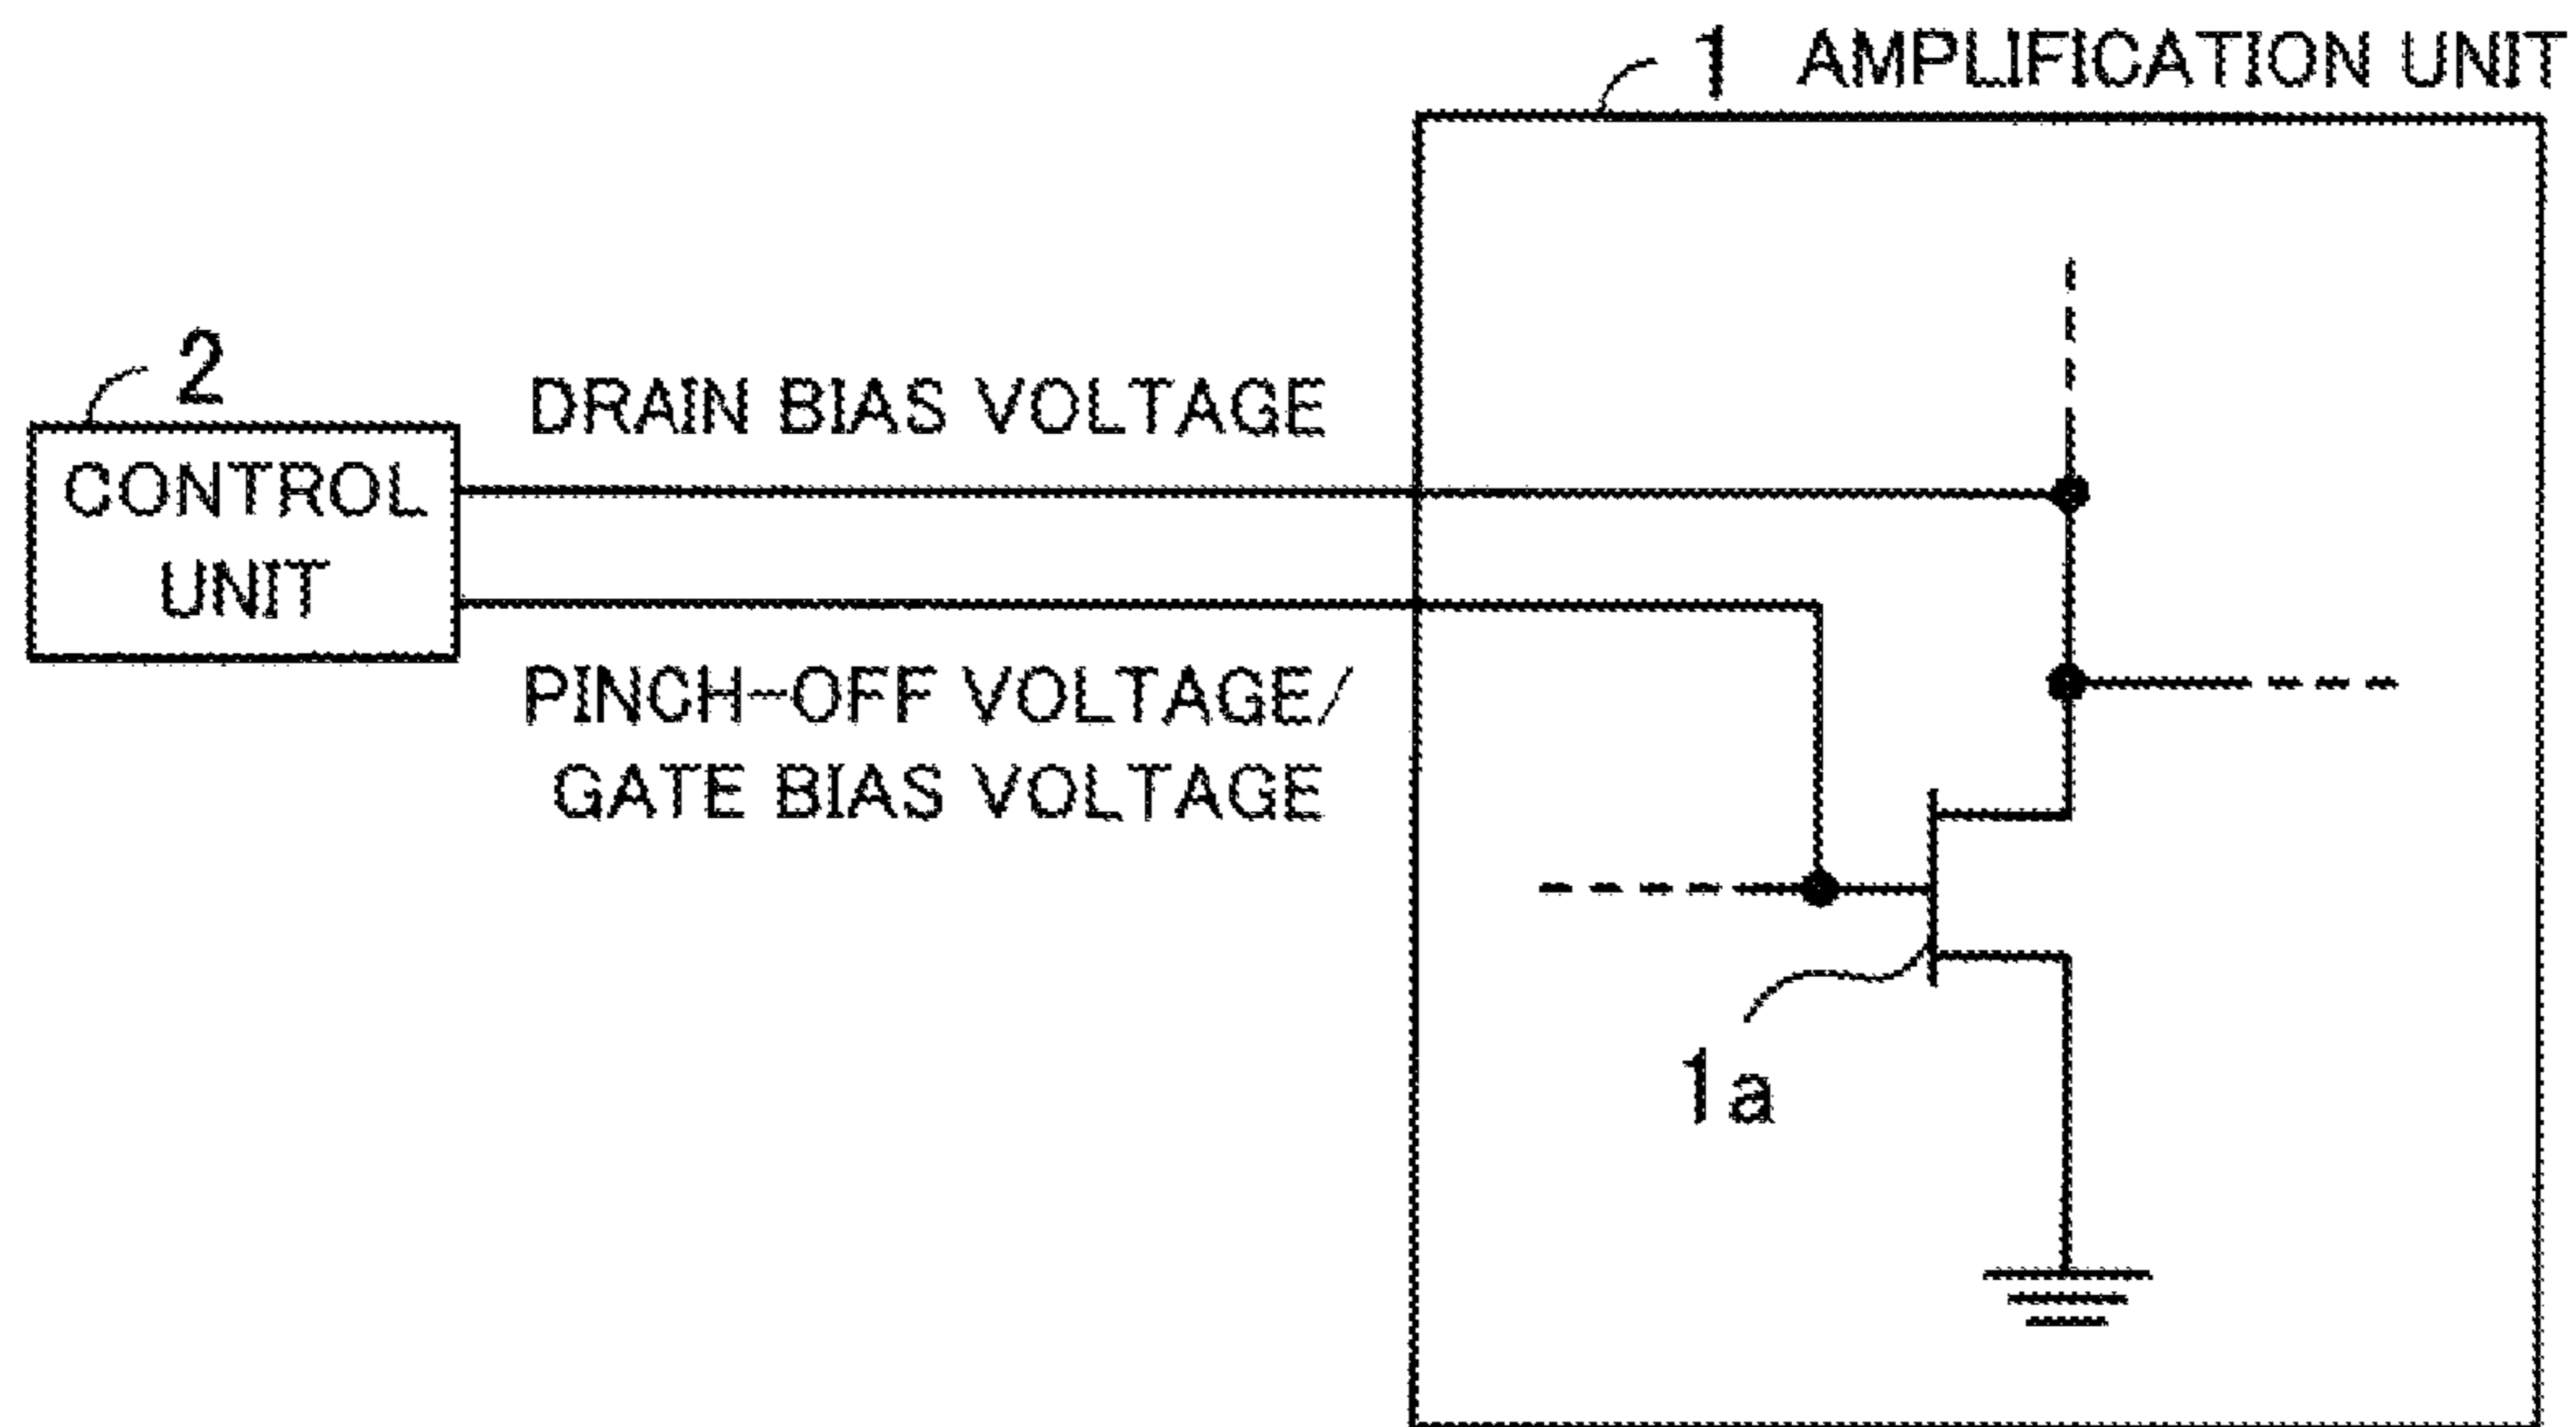 1 AMPLIFICATION UNIT
2
DRAIN BIAS VOLTAGE
CONTROL
UNIT
PINCH-OFF VOLTAGE/
GATE BIAS VOLTAGE
1a